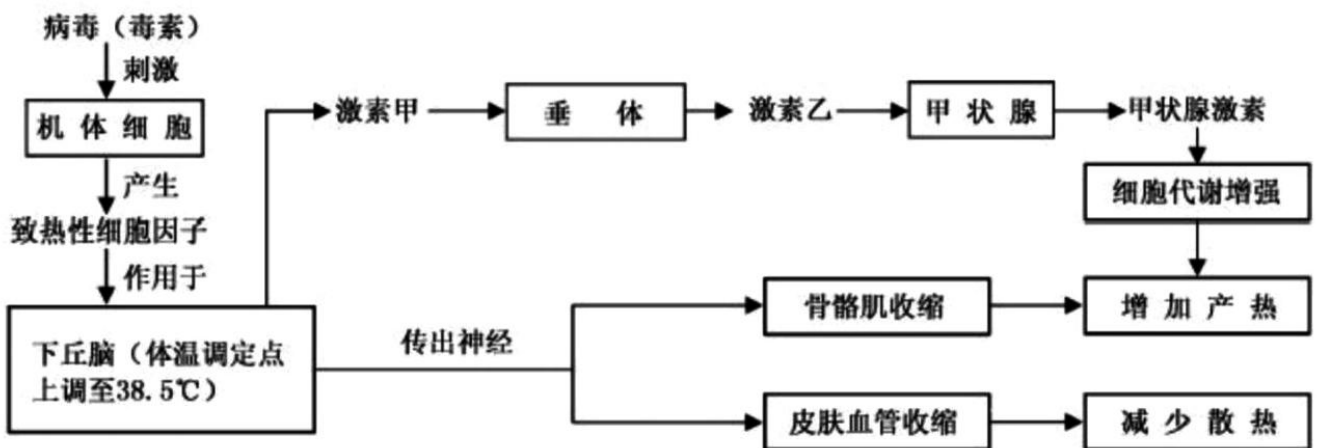 病毒（毒素）
刺激
机体细胞
产生
致热性细胞因子
作用于
下丘脑（体温调定点
上调至38.5℃）
激素甲
垂体
激素乙
甲状腺
甲状腺激素
细胞代谢增强
传出神经
骨骼肌收缩
增加产热
皮肤血管收缩
减少散热